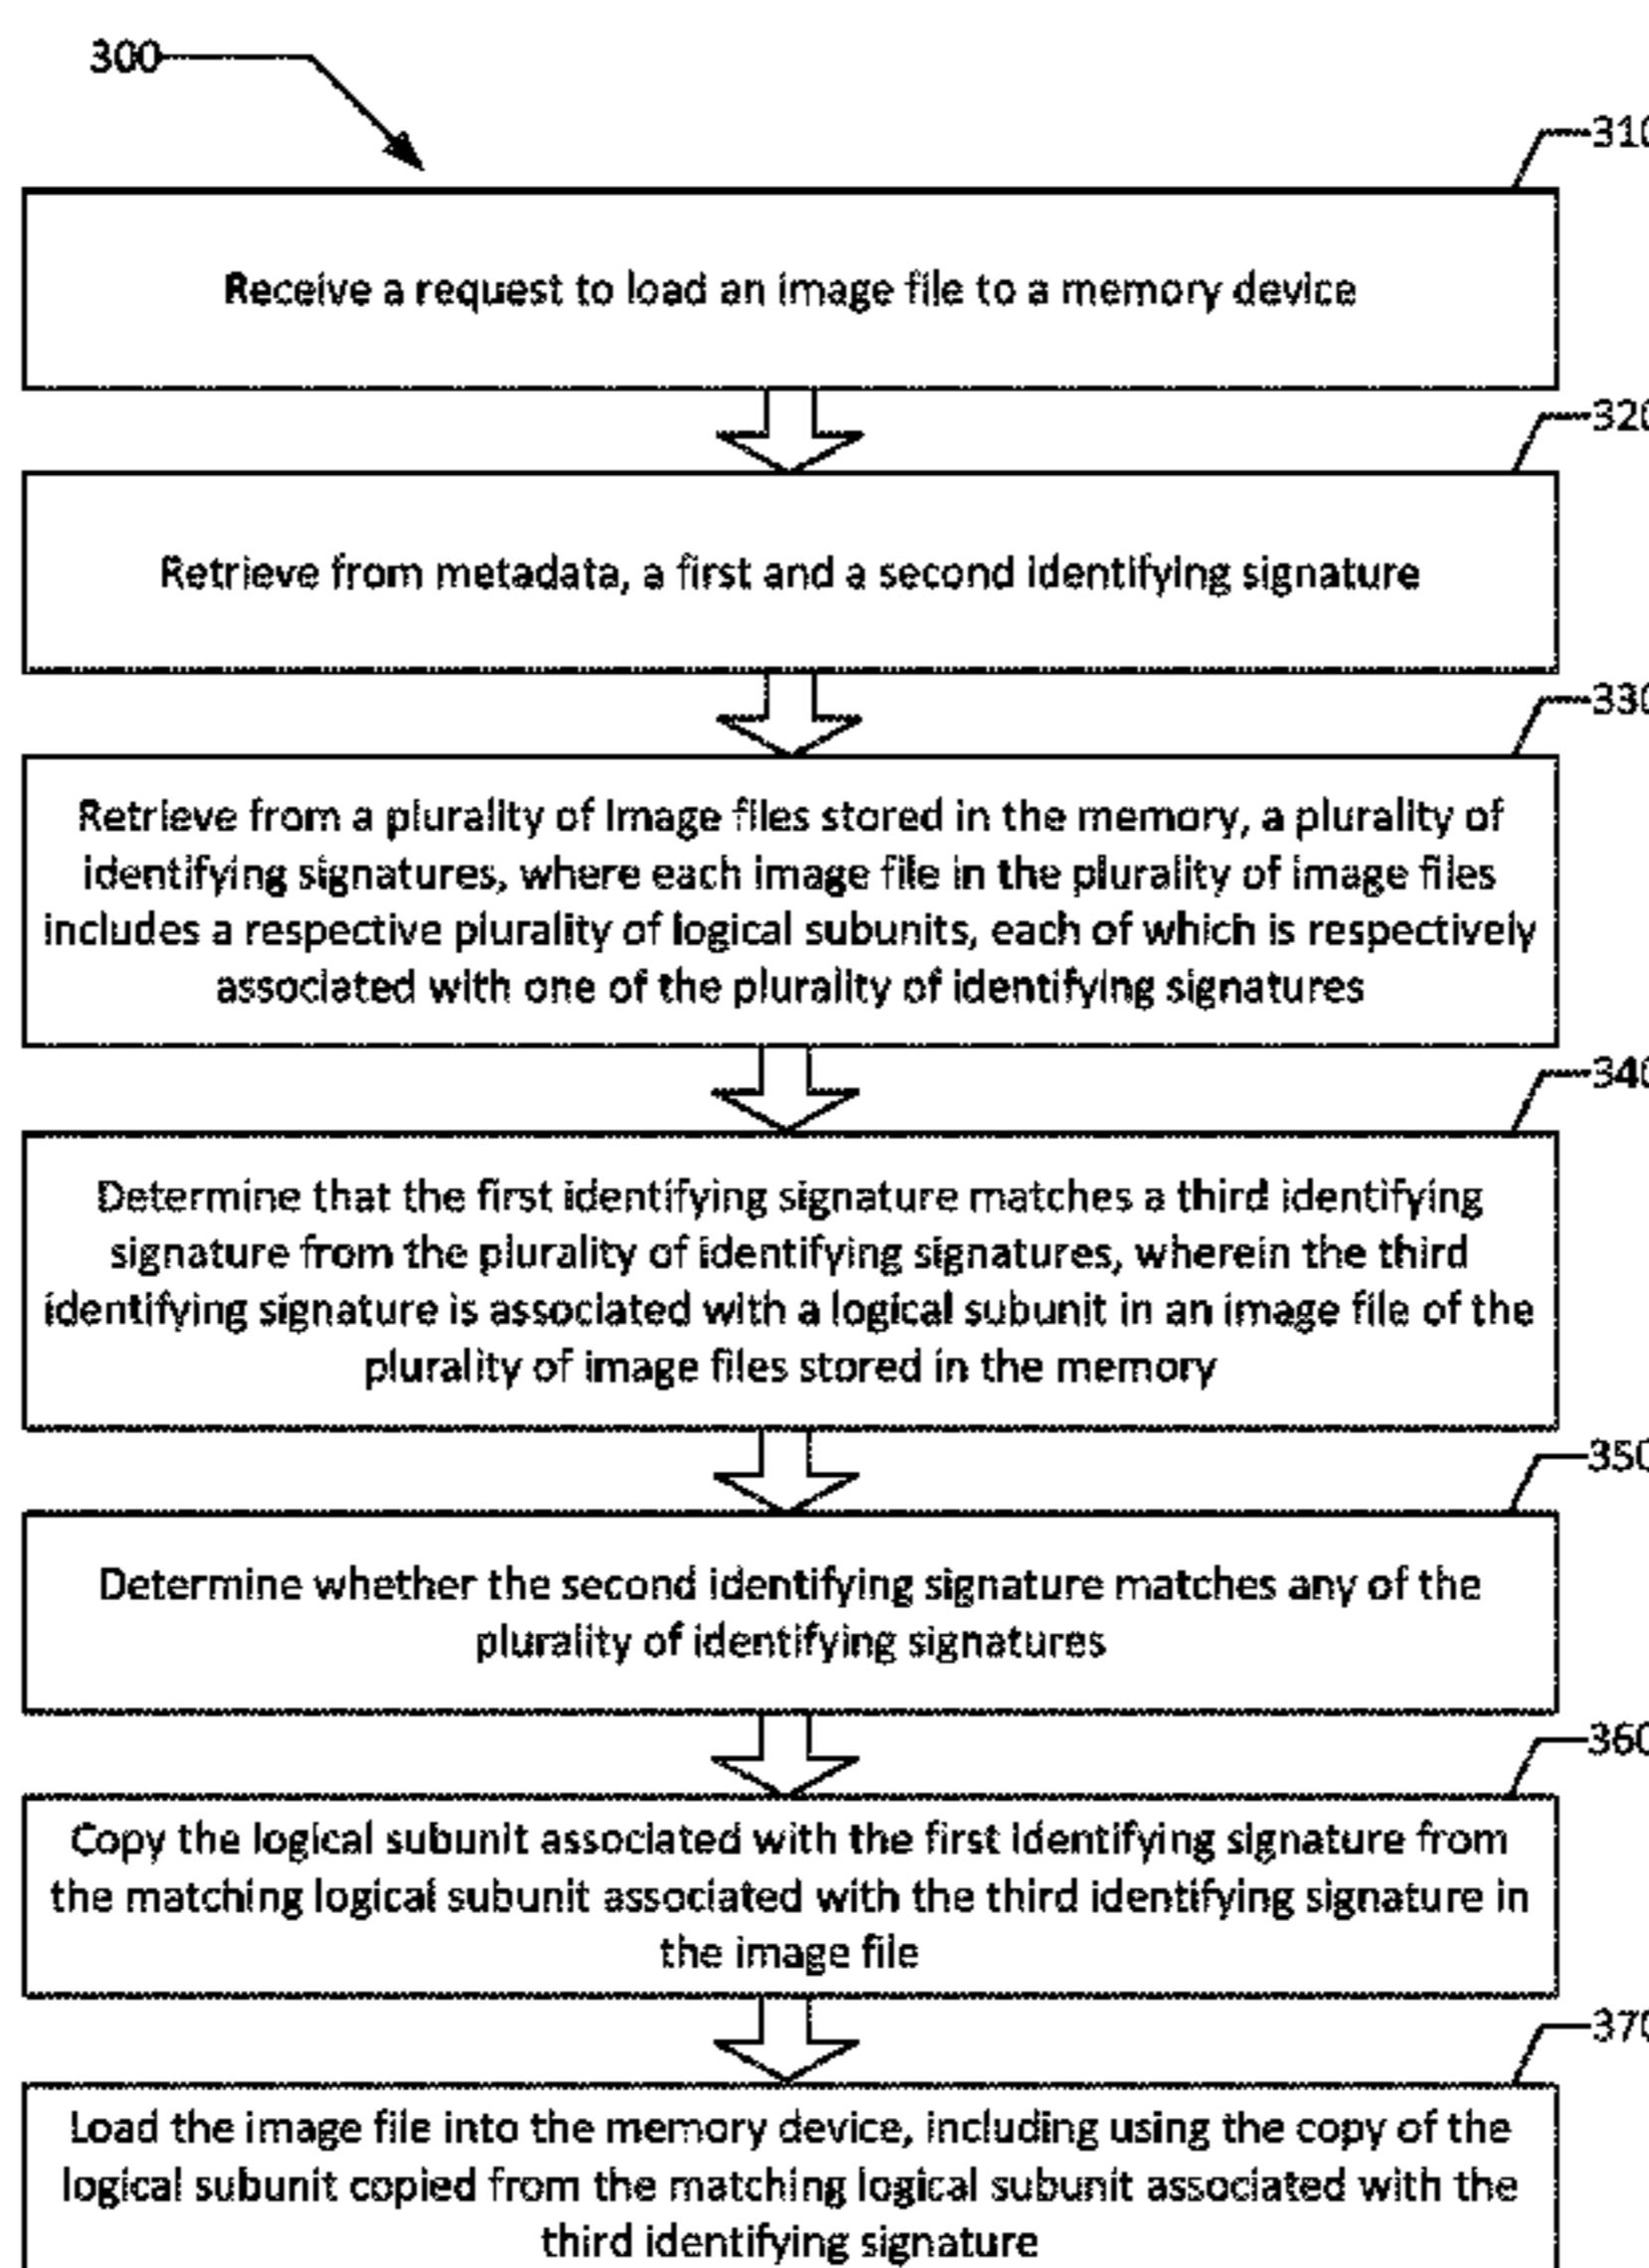 300
310
Receive a request to load an image file to a memory device
320
Retrieve from metadata, a first and a second identifying signature
330
Retrieve from a plurality of Image files stored in the memory, a plurality of
identifying signatures, where each image file in the plurality of image files
includes a respective plurality of logical subunits, each of which is respectively
associated with one of the plurality of identifying signatures
340
Determine that the first identifying signature matches a third identifying
signature from the plurality of identifying signatures, wherein the third
identifying signature is associated with a logical subunit in an image file of the
plurality of image files stored in the memory
350
Determine whether the second identifying signature matches any of the
plurality of identifying signatures
360
Copy the logical subunit associated with the first identifying signature from
the matching logical subunit associated with the third identifying signature in
the image file
370
Load the image file into the memory device, including using the copy of the
logical subunit copied from the matching logical subunit associated with the
third identifying signature